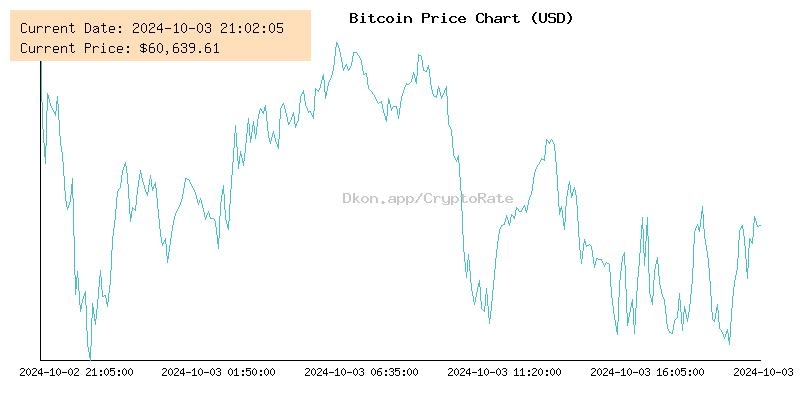 Bitcoin Price Chart (USD)
Current Date: 2024-10-03 21:02:05
Current Price: $60,639.61
Dkon.app/CryptoRate
2024-10-02 21:05:00 2024-10-03 01:50:00 2024-10-03 06:35:00 2024-10-03 11:20:00 2024-10-03 16:05:00 2024-10-03